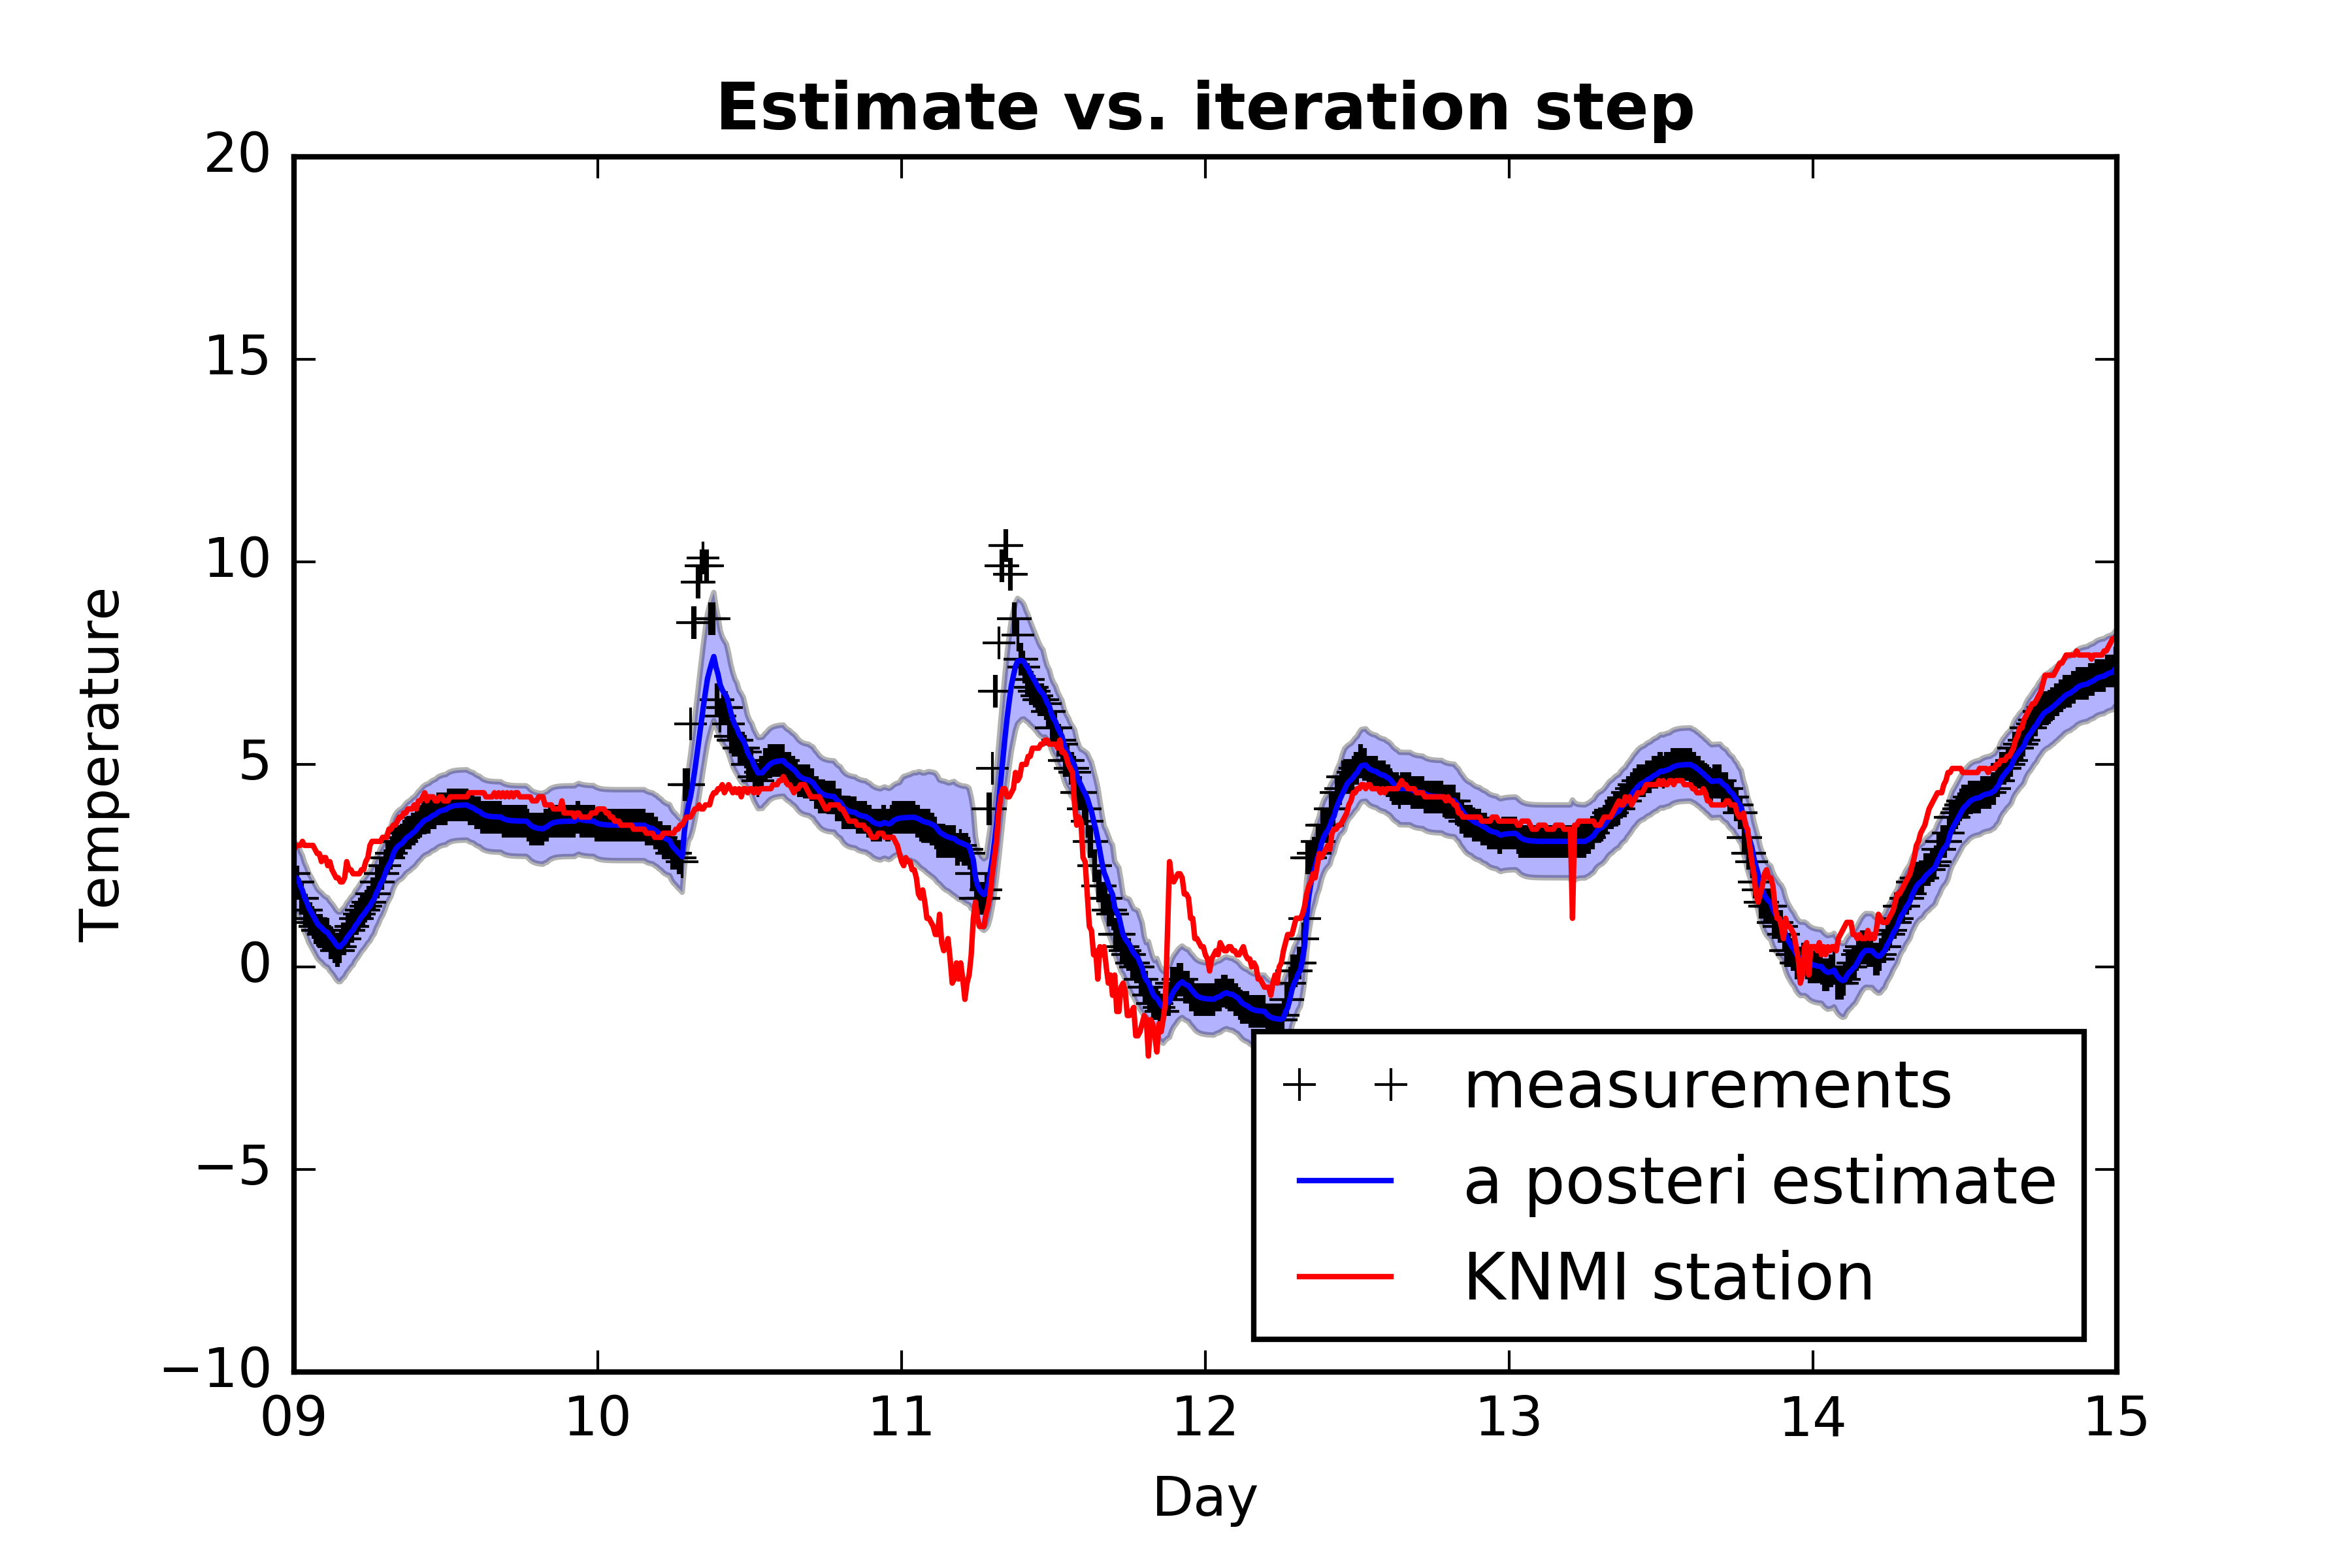 Estimate vs. iteration step
20
15
10
5
0
−5
−10
Temperature
measurements
a posteri estimate
KNMI station
09 10 11 12 13 14 15
Day